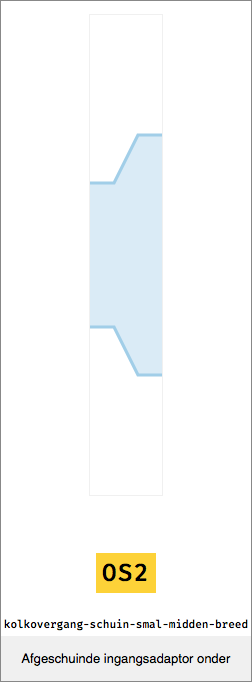 OS2
kolkovergang-schuin-smal-midden-breed
Afgeschuinde ingangsadaptor onder